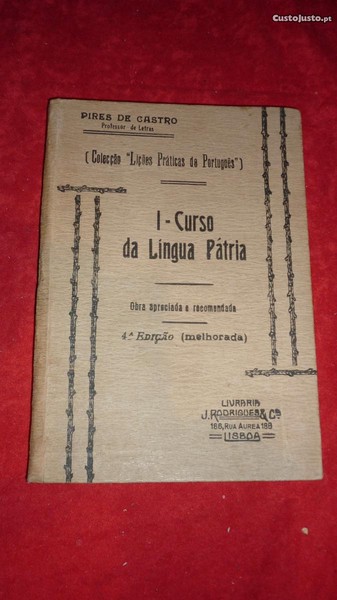 CustoJusto.pt
PIRES DE CASTRO
Professor de Letras
(Colecção "Lições Práticas de Português")
I - Curso
da Língua Pátria
Obra apreciada e recomendada
4.ª EDIÇÃO (melhorada)
LIVRARIA
J. RODRIGUES & Cª
186, RUA AUREA 188
LISBOA